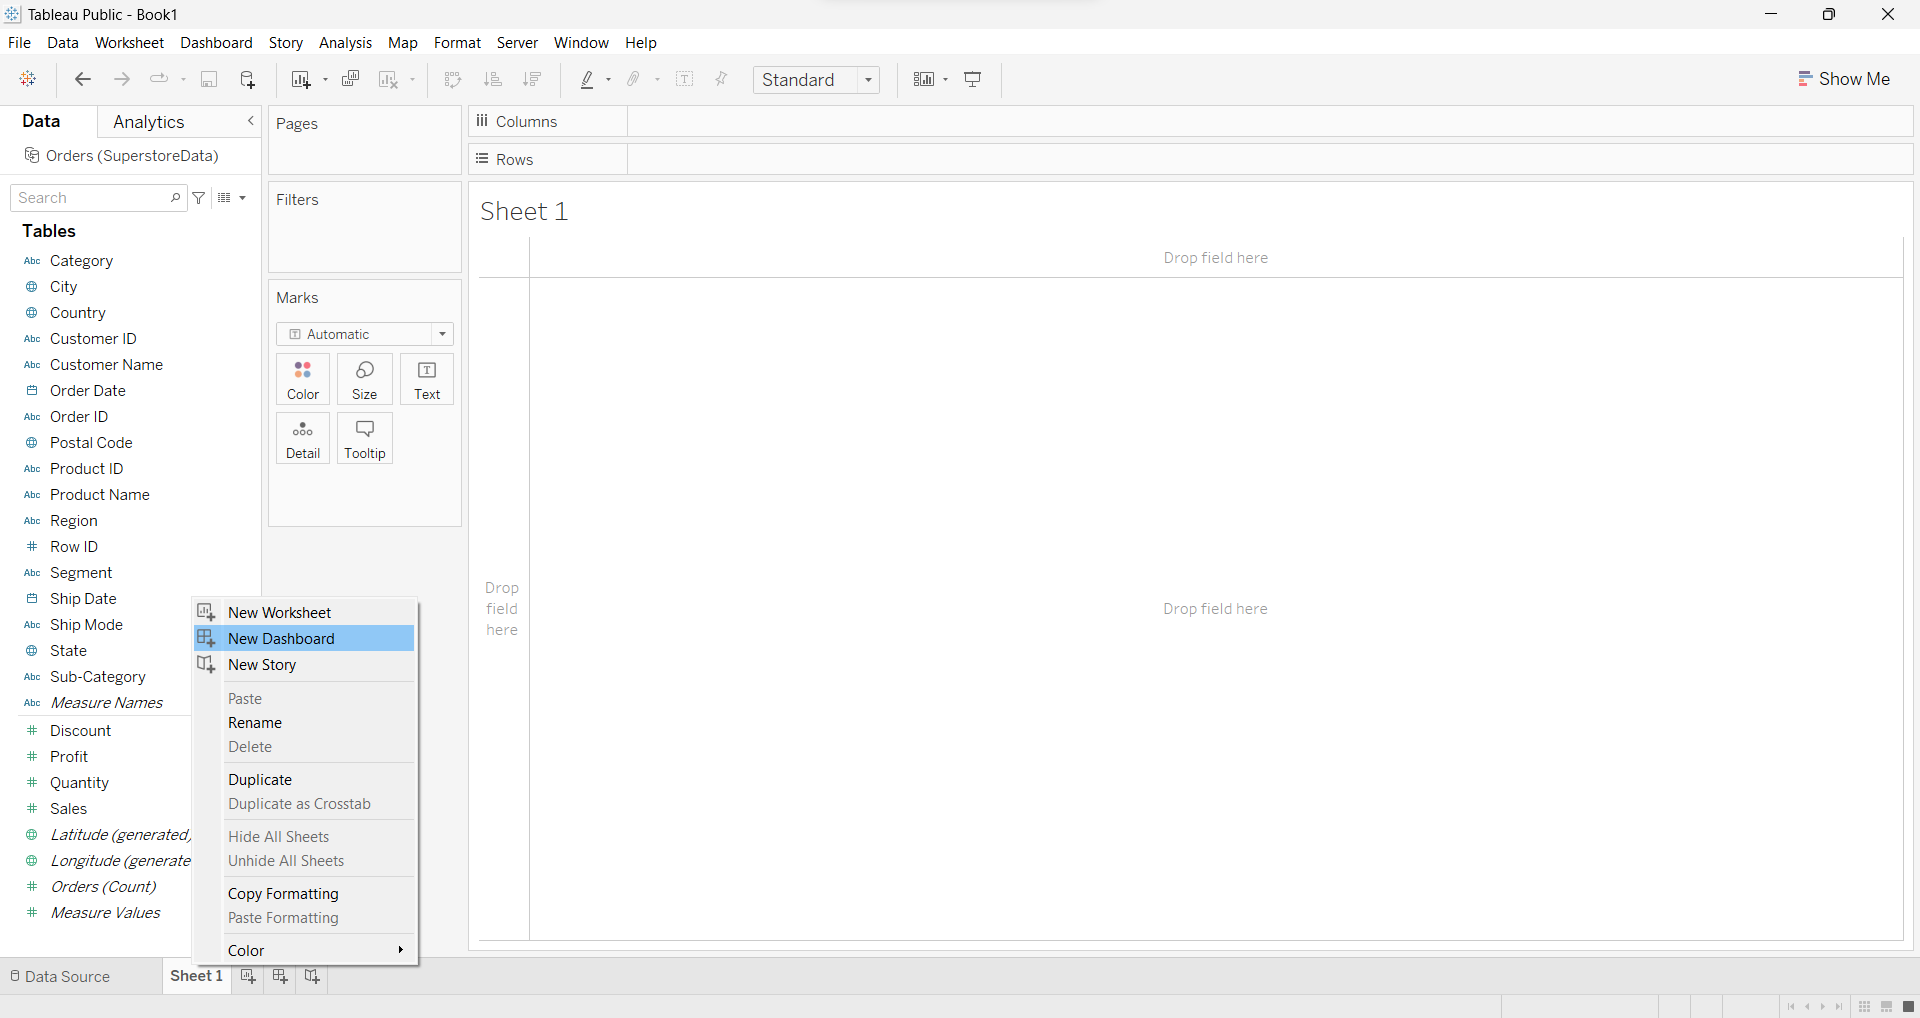 Tableau Public - Book1
File Data Worksheet Dashboard Story Analysis Map Format Server Window Help
Standard
Show Me
Data Analytics
Orders (SuperstoreData)
Search
Tables
Abc Category
City
Country
Abc Customer ID
Abc Customer Name
Order Date
Abc Order ID
Postal Code
Abc Product ID
Abc Product Name
Abc Region
# Row ID
Abc Segment
Ship Date
Abc Ship Mode
State
Abc Sub-Category
Abc Measure Names
# Discount
# Profit
# Quantity
# Sales
Latitude (generated)
Longitude (generate
# Orders (Count)
# Measure Values
Pages
Filters
Marks
T Automatic
Color Size T Text
Detail Tooltip
Columns
Rows
Sheet 1
Drop field here
Drop
field
here
Drop field here
New Worksheet
New Dashboard
New Story
Paste
Rename
Delete
Duplicate
Duplicate as Crosstab
Hide All Sheets
Unhide All Sheets
Copy Formatting
Paste Formatting
Color
Data Source Sheet 1